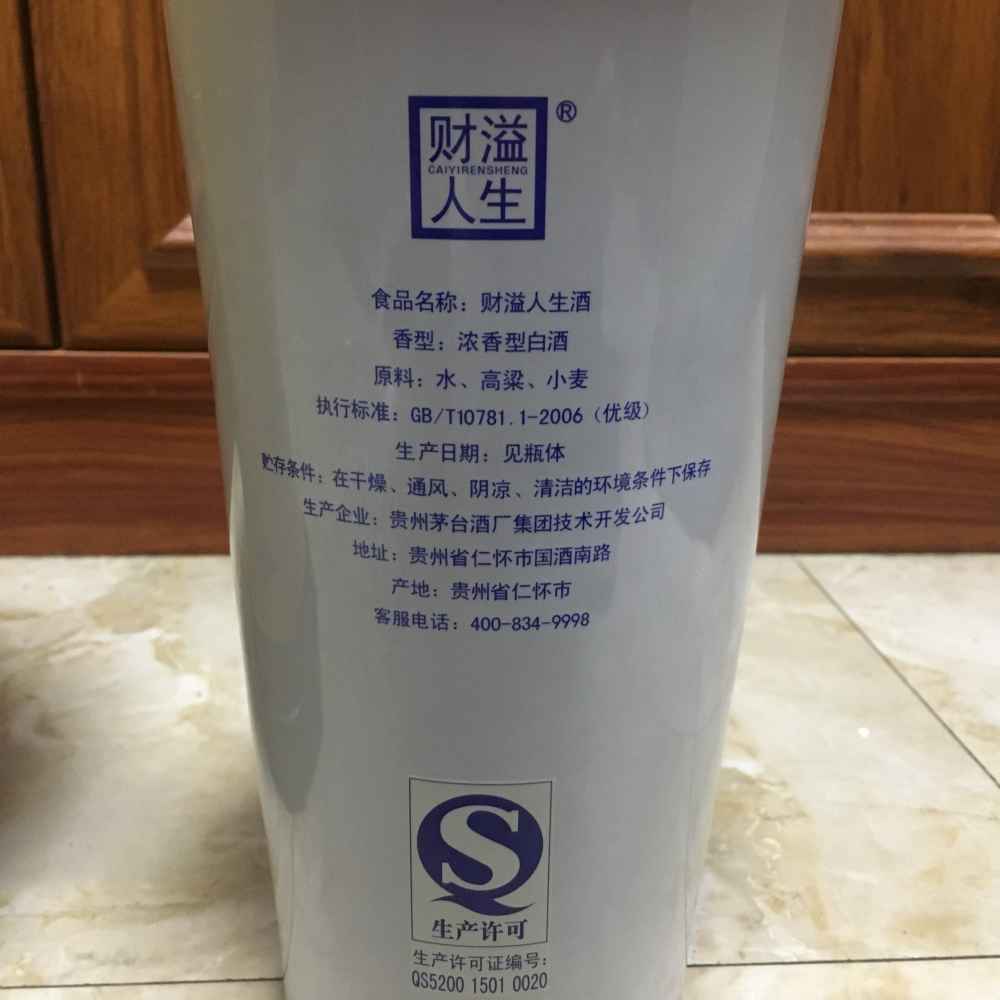 财溢
®
CAIYIRENSHENG
人生
食品名称：财溢人生酒
香型：浓香型白酒
原料：水、高粱、小麦
执行标准：GB/T10781.1-2006（优级）
生产日期：见瓶体
贮存条件：在干燥、通风、阴凉、清洁的环境条件下保存
生产企业：贵州茅台酒厂集团技术开发公司
地址：贵州省仁怀市国酒南路
产地：贵州省仁怀市
客服电话：400-834-9998
QS
生产许可
生产许可证编号：
QS5200 1501 0020